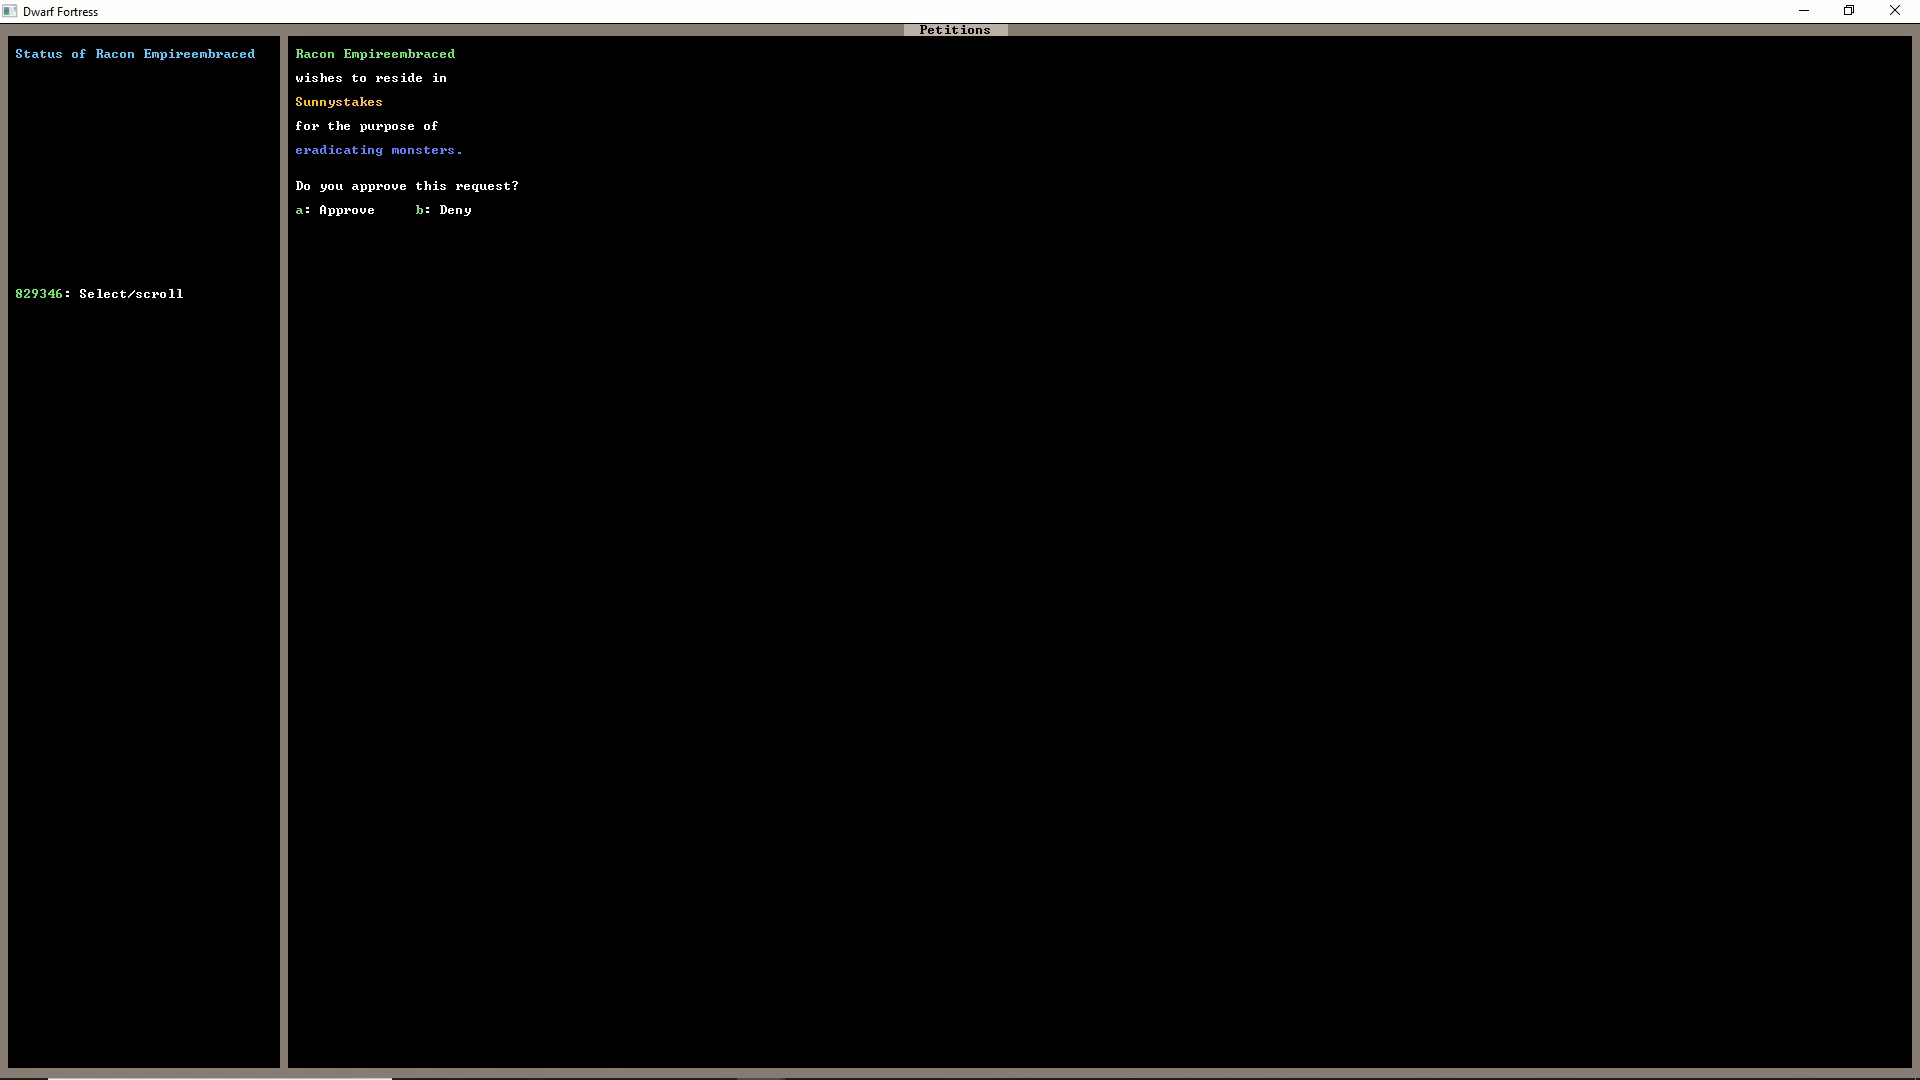 Dwarf Fortress
Petitions
Status of Racon Empireembraced
829346: Select/scroll
Racon Empireembraced
wishes to reside in
Sunnystakes
for the purpose of
eradicating monsters.
Do you approve this request?
a: Approve b: Deny